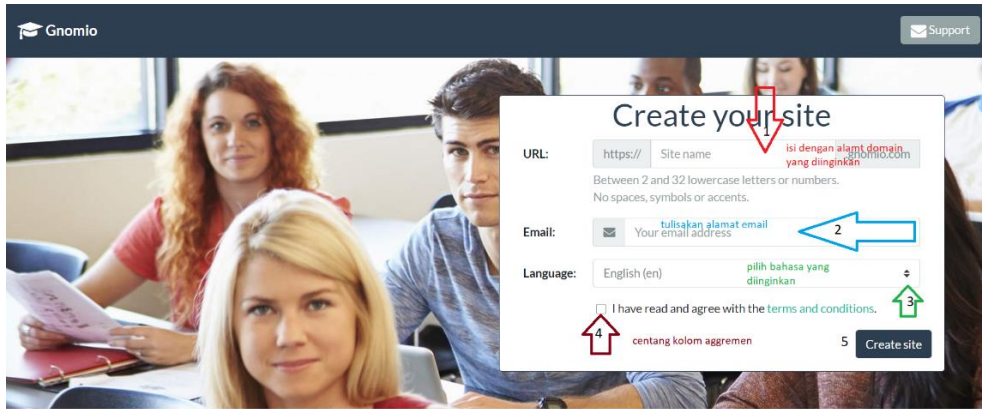 Gnomio
Support
Create your site
1
URL:
https://
Site name
isi dengan alamt domain
yang diinginkan
.gnomio.com
Between 2 and 32 lowercase letters or numbers.
No spaces, symbols or accents.
Email:
Your email address
tulisakan alamat email
2
Language:
English (en)
pilih bahasa yang
diinginkan
3
I have read and agree with the terms and conditions.
4
centang kolom aggremen
5
Create site